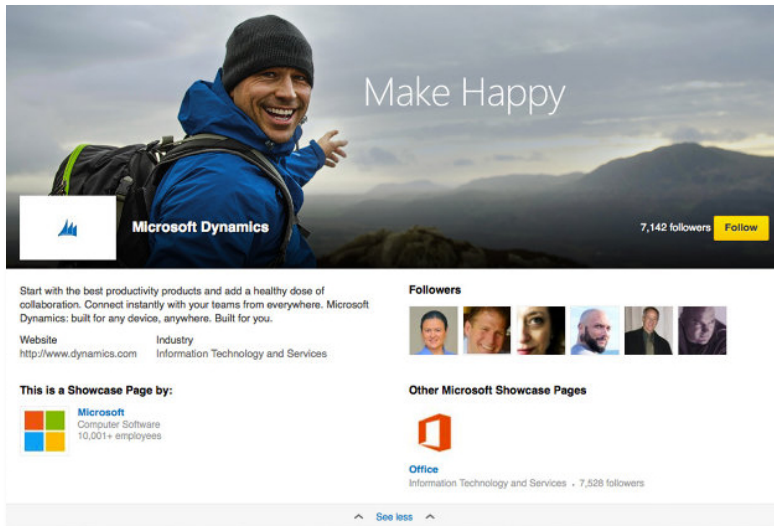 Make Happy
Microsoft Dynamics
7,142 followers
Follow
Start with the best productivity products and add a healthy dose of
collaboration. Connect instantly with your teams from everywhere. Microsoft
Dynamics: built for any device, anywhere. Built for you.
Website
Industry
http://www.dynamics.com
Information Technology and Services
Followers
This is a Showcase Page by:
Microsoft
Computer Software
10,001+ employees
Other Microsoft Showcase Pages
Office
Information Technology and Services . 7,528 followers
See less